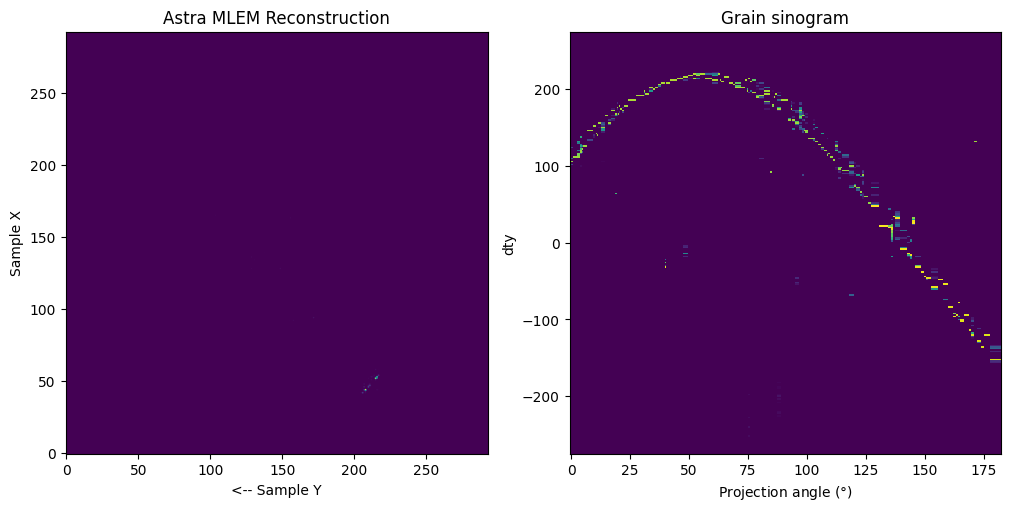 Astra MLEM Reconstruction
Sample X
250
200
150
100
50
0
0 50 100 150 200 250
<-- Sample Y
Grain sinogram
dty
200
100
0
−100
−200
0 25 50 75 100 125 150 175
Projection angle (°)